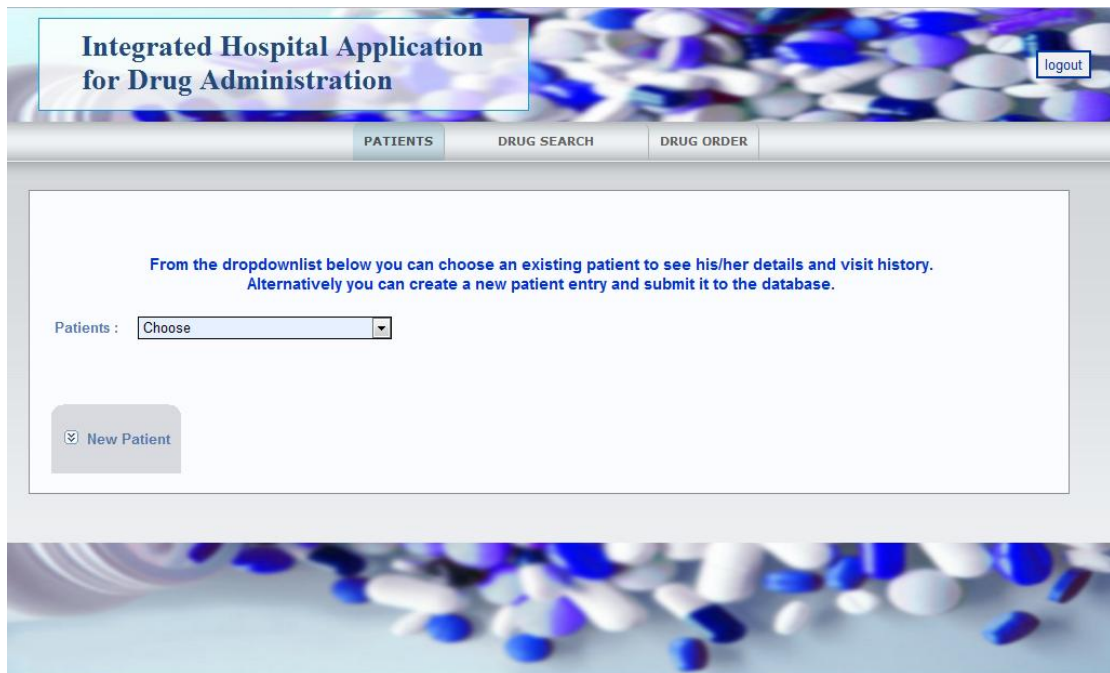 Integrated Hospital Application
for Drug Administration
logout
PATIENTS DRUG SEARCH DRUG ORDER
From the dropdownlist below you can choose an existing patient to see his/her details and visit history.
Alternatively you can create a new patient entry and submit it to the database.
Patients : Choose
New Patient